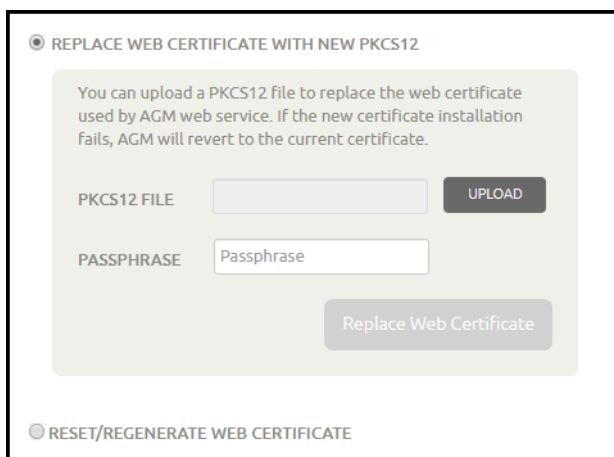 REPLACE WEB CERTIFICATE WITH NEW PKCS12
You can upload a PKCS12 file to replace the web certificate
used by AGM web service. If the new certificate installation
fails, AGM will revert to the current certificate.
PKCS12 FILE UPLOAD
PASSPHRASE Passphrase
Replace Web Certificate
RESET/REGENERATE WEB CERTIFICATE